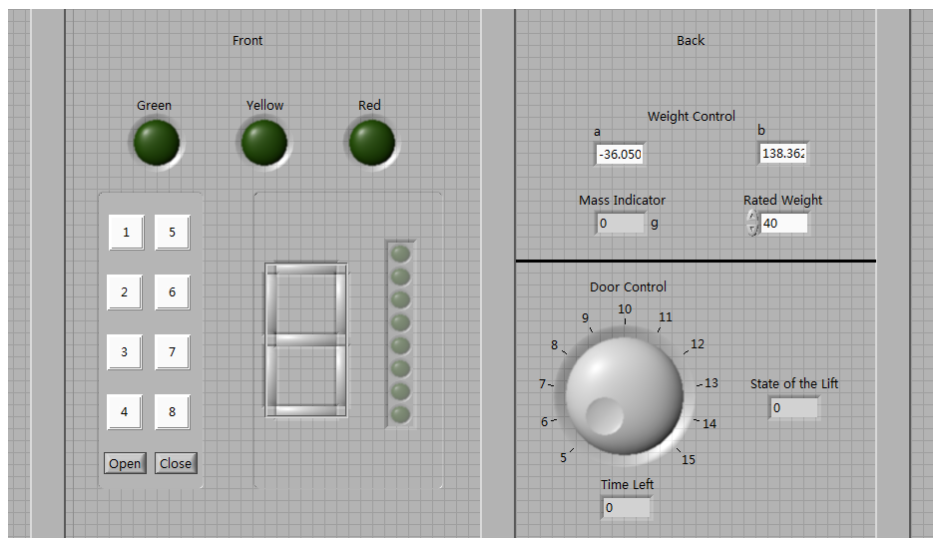 Front
Green Yellow Red
1 5
2 6
3 7
4 8
Open Close
Back
Weight Control
a b
-36.050 138.362
Mass Indicator Rated Weight
0 g 40
Door Control
5 6 7 8 9 10 11 12 13 14 15
State of the Lift
0
Time Left
0